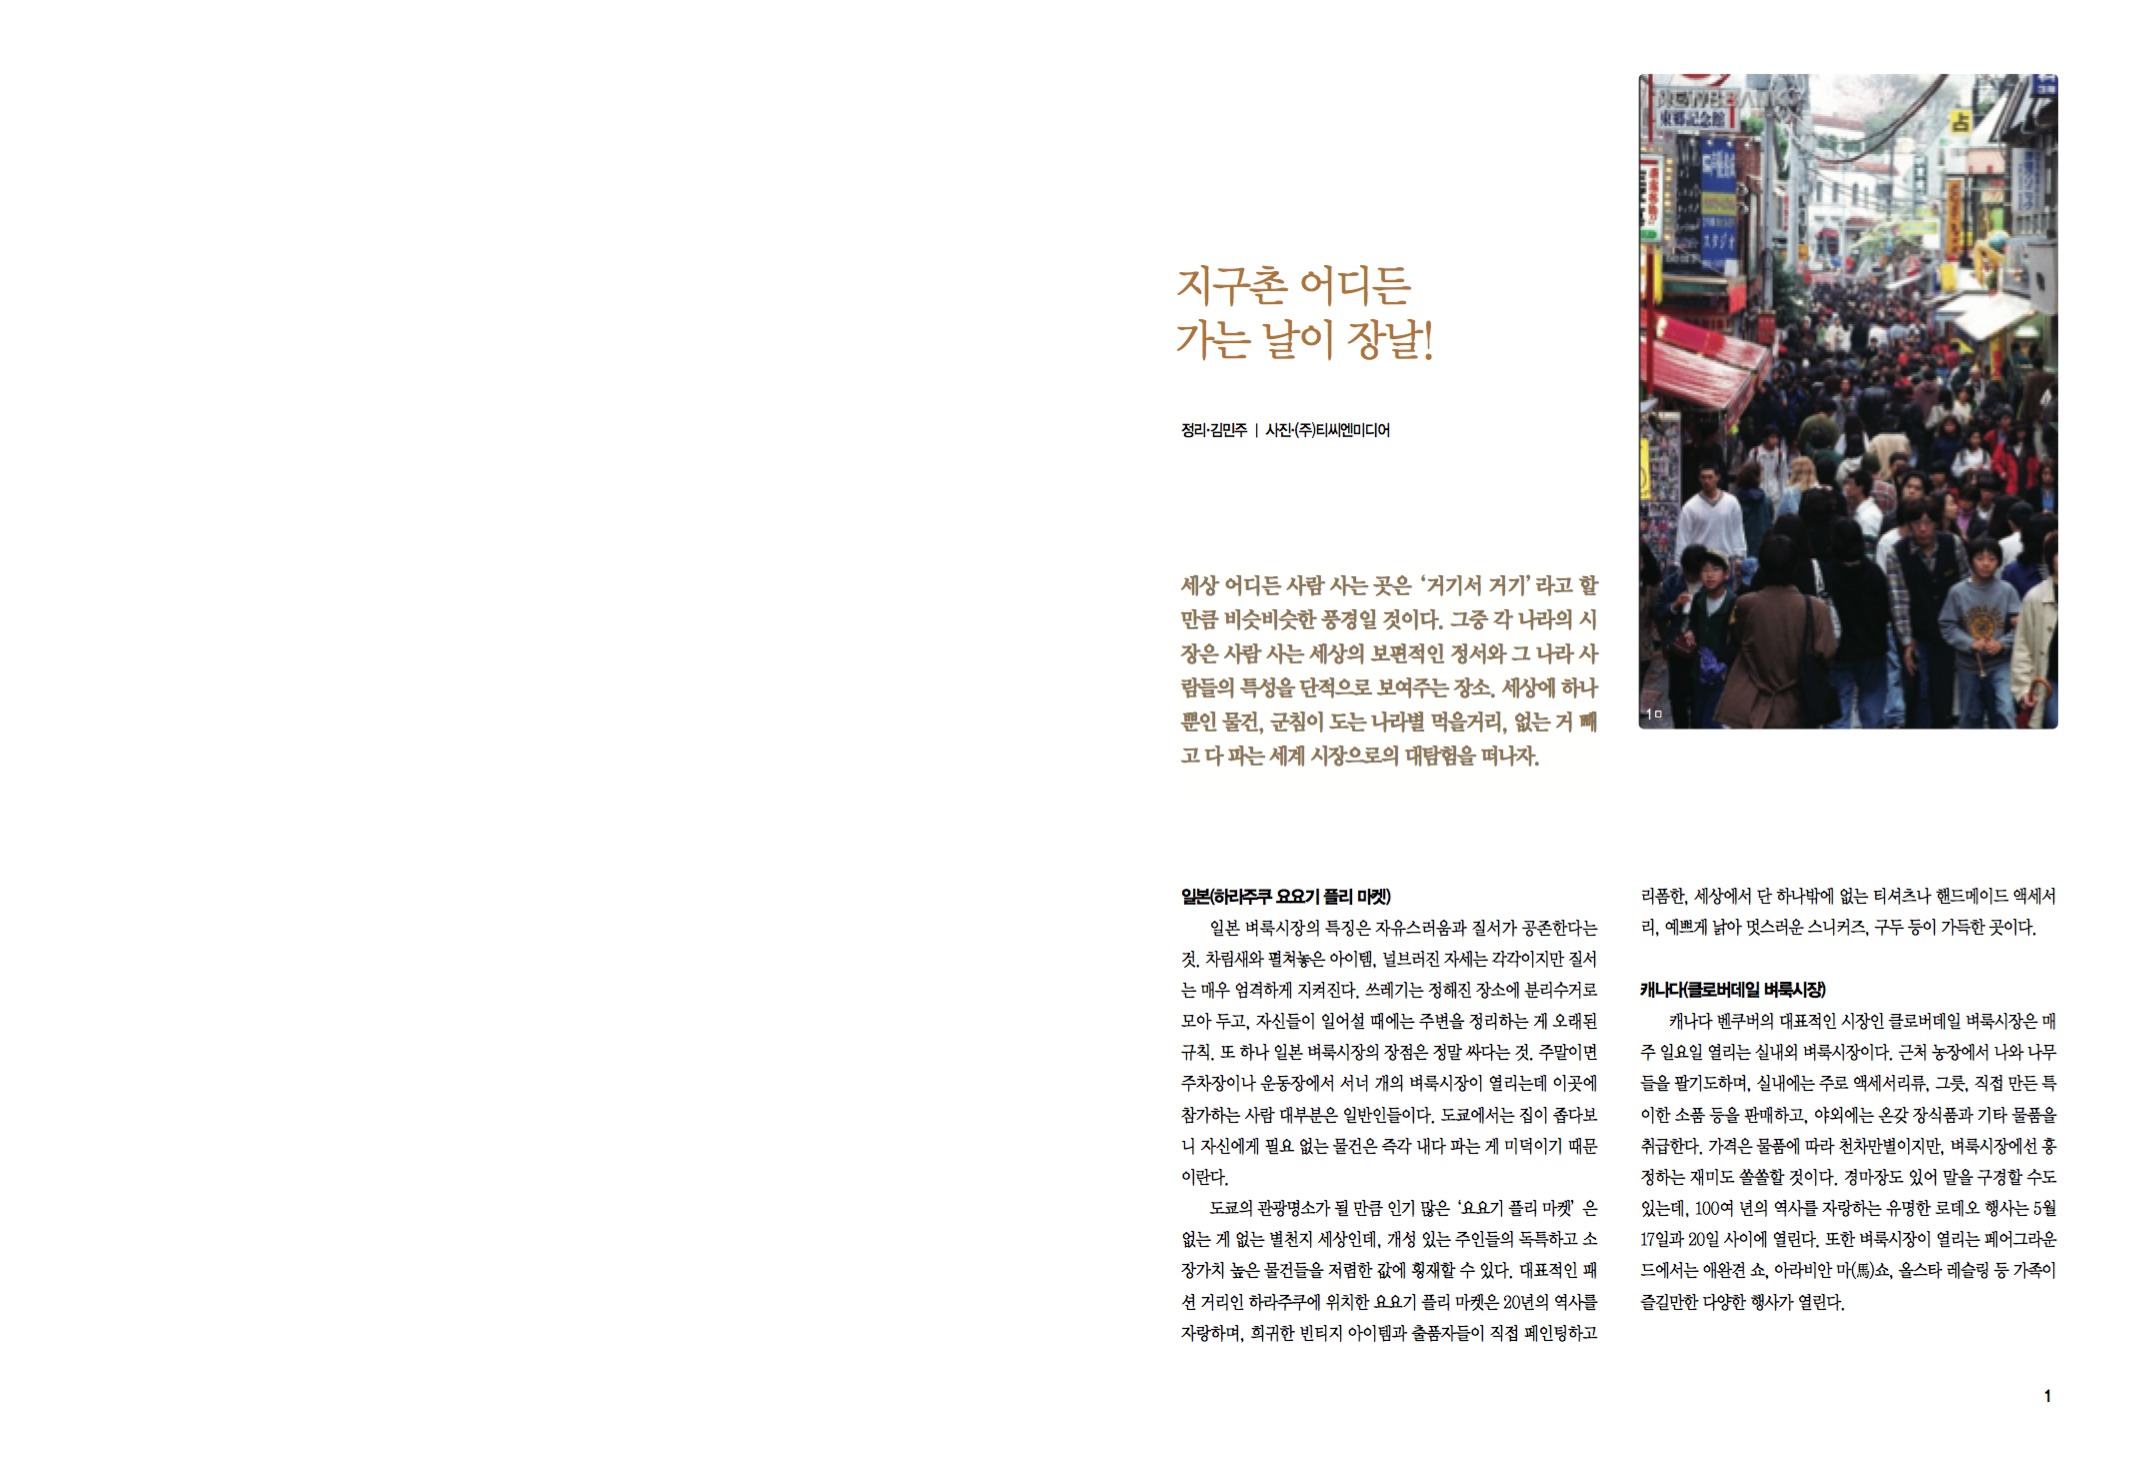 지구촌 어디든
가는 날이 장날!
정리·김민주 | 사진·(주)티씨엔미디어
세상 어디든 사람 사는 곳은 ‘거기서 거기’라고 할
만큼 비슷비슷한 풍경일 것이다. 그중 각 나라의 시
장은 사람 사는 세상의 보편적인 정서와 그 나라 사
람들의 특성을 단적으로 보여주는 장소. 세상에 하나
뿐인 물건, 군침이 도는 나라별 먹을거리, 없는 거 빼
고 다 파는 세계 시장으로의 대탐험을 떠나자.
東郷記念館
占
スタジオ
1
일본(하라주쿠 요요기 플리 마켓)
일본 벼룩시장의 특징은 자유스러움과 질서가 공존한다는
것. 차림새와 펼쳐놓은 아이템, 널브러진 자세는 각각이지만 질서
는 매우 엄격하게 지켜진다. 쓰레기는 정해진 장소에 분리수거로
모아 두고, 자신들이 일어설 때에는 주변을 정리하는 게 오래된
규칙. 또 하나 일본 벼룩시장의 장점은 정말 싸다는 것. 주말이면
주차장이나 운동장에서 서너 개의 벼룩시장이 열리는데 이곳에
참가하는 사람 대부분은 일반인들이다. 도쿄에서는 집이 좁다보
니 자신에게 필요 없는 물건은 즉각 내다 파는 게 미덕이기 때문
이란다.
도쿄의 관광명소가 될 만큼 인기 많은 ‘요요기 플리 마켓’ 은
없는 게 없는 별천지 세상인데, 개성 있는 주인들의 독특하고 소
장가치 높은 물건들을 저렴한 값에 횡재할 수 있다. 대표적인 패
션 거리인 하라주쿠에 위치한 요요기 플리 마켓은 20년의 역사를
자랑하며, 희귀한 빈티지 아이템과 출품자들이 직접 페인팅하고
리폼한, 세상에서 단 하나밖에 없는 티셔츠나 핸드메이드 액세서
리, 예쁘게 낡아 멋스러운 스니커즈, 구두 등이 가득한 곳이다.
캐나다(클로버데일 벼룩시장)
캐나다 벤쿠버의 대표적인 시장인 클로버데일 벼룩시장은 매
주 일요일 열리는 실내외 벼룩시장이다. 근처 농장에서 나와 나무
들을 팔기도하며, 실내에는 주로 액세서리류, 그릇, 직접 만든 특
이한 소품 등을 판매하고, 야외에는 온갖 장식품과 기타 물품을
취급한다. 가격은 물품에 따라 천차만별이지만, 벼룩시장에선 흥
정하는 재미도 쏠쏠할 것이다. 경마장도 있어 말을 구경할 수도
있는데, 100여 년의 역사를 자랑하는 유명한 로데오 행사는 5월
17일과 20일 사이에 열린다. 또한 벼룩시장이 열리는 페어그라운
드에서는 애완견 쇼, 아라비안 마(馬)쇼, 올스타 레슬링 등 가족이
즐길만한 다양한 행사가 열린다.
1